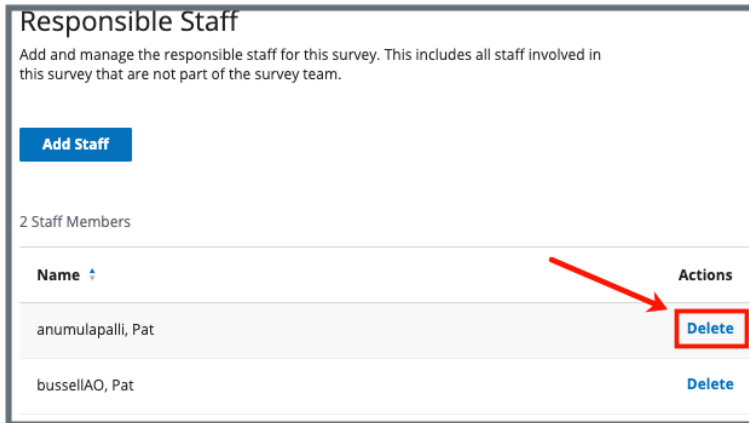 Responsible Staff
Add and manage the responsible staff for this survey. This includes all staff involved in
this survey that are not part of the survey team.
Add Staff
2 Staff Members
Name Actions
anumulapalli, Pat Delete
bussellAO, Pat Delete